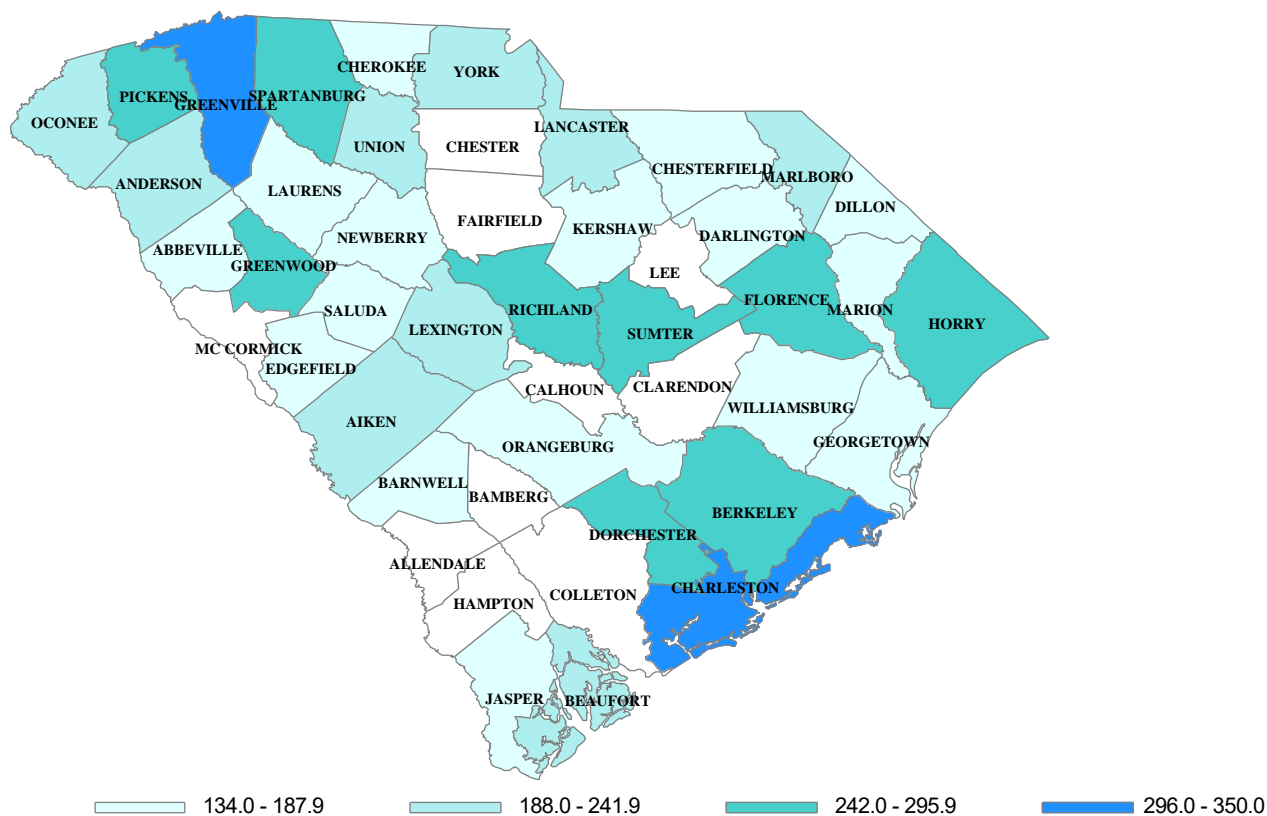 CHEROKEE
YORK
PICKENS
SPARTANBURG
GREENVILLE
OCONEE
LANCASTER
UNION
CHESTER
CHESTERFIELD
MARLBORO
ANDERSON
LAURENS
DILLON
FAIRFIELD
KERSHAW
NEWBERRY
DARLINGTON
ABBEVILLE
GREENWOOD
LEE
FLORENCE
SALUDA
RICHLAND
MARION
HORRY
LEXINGTON
SUMTER
MC CORMICK
EDGEFIELD
CALHOUN
CLARENDON
WILLIAMSBURG
AIKEN
GEORGETOWN
ORANGEBURG
BARNWELL
BAMBERG
BERKELEY
DORCHESTER
ALLENDALE
CHARLESTON
COLLETON
HAMPTON
JASPER
BEAUFORT
134.0 - 187.9
188.0 - 241.9
242.0 - 295.9
296.0 - 350.0